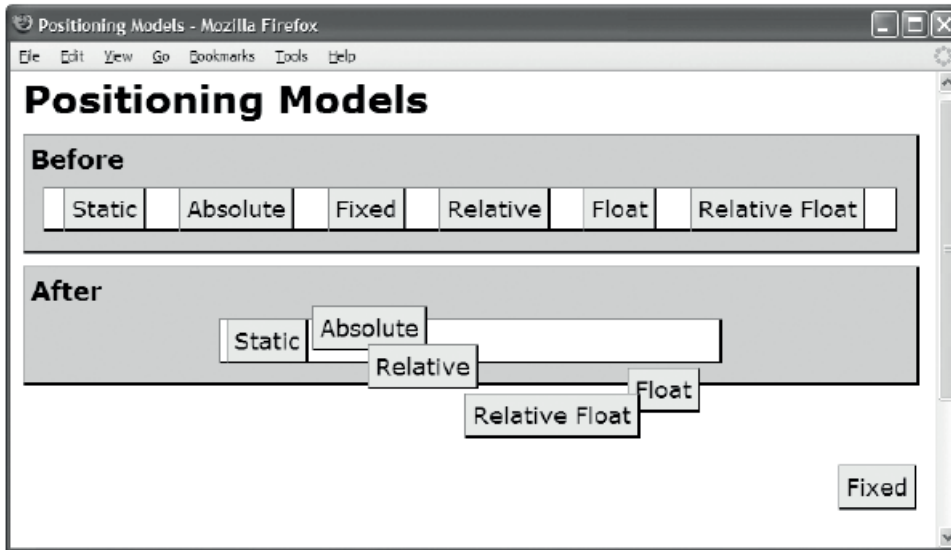 Positioning Models - Mozilla Firefox
File Edit View Go Bookmarks Tools Help
Positioning Models
Before
Static Absolute Fixed Relative Float Relative Float
After
Static Absolute
Relative
Float
Relative Float
Fixed